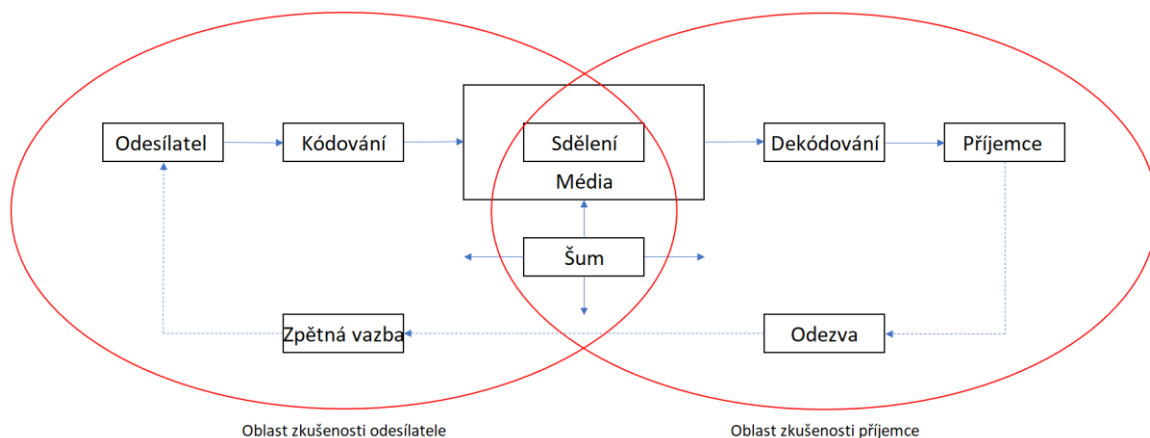 Odesílatel
Kódování
Sdělení
Média
Dekódování
Příjemce
Šum
Zpětná vazba
Odezva
Oblast zkušenosti odesílatele
Oblast zkušenosti příjemce